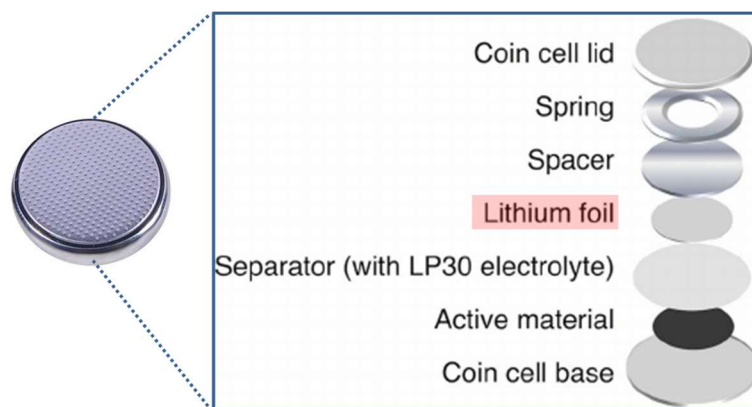 Coin cell lid
Spring
Spacer
Lithium foil
Separator (with LP30 electrolyte)
Active material
Coin cell base